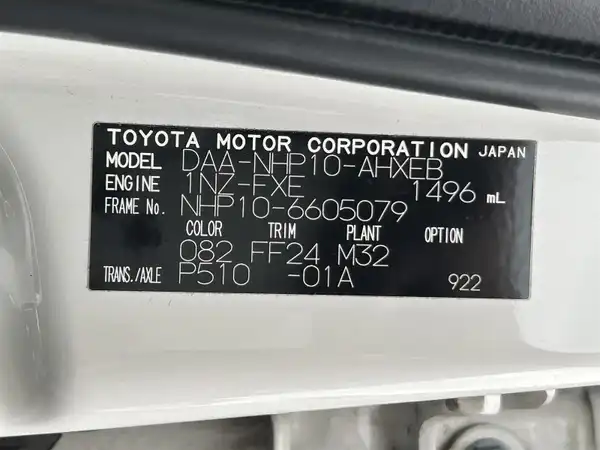 TOYOTA MOTOR CORPORATION JAPAN
MODEL DAA-NHP10-AHXEB
ENGINE 1NZ-FXE 1496 mL
FRAME No. NHP10-6605079
COLOR TRIM PLANT OPTION
082 FF24 M32
TRANS./AXLE P510 -01A 922